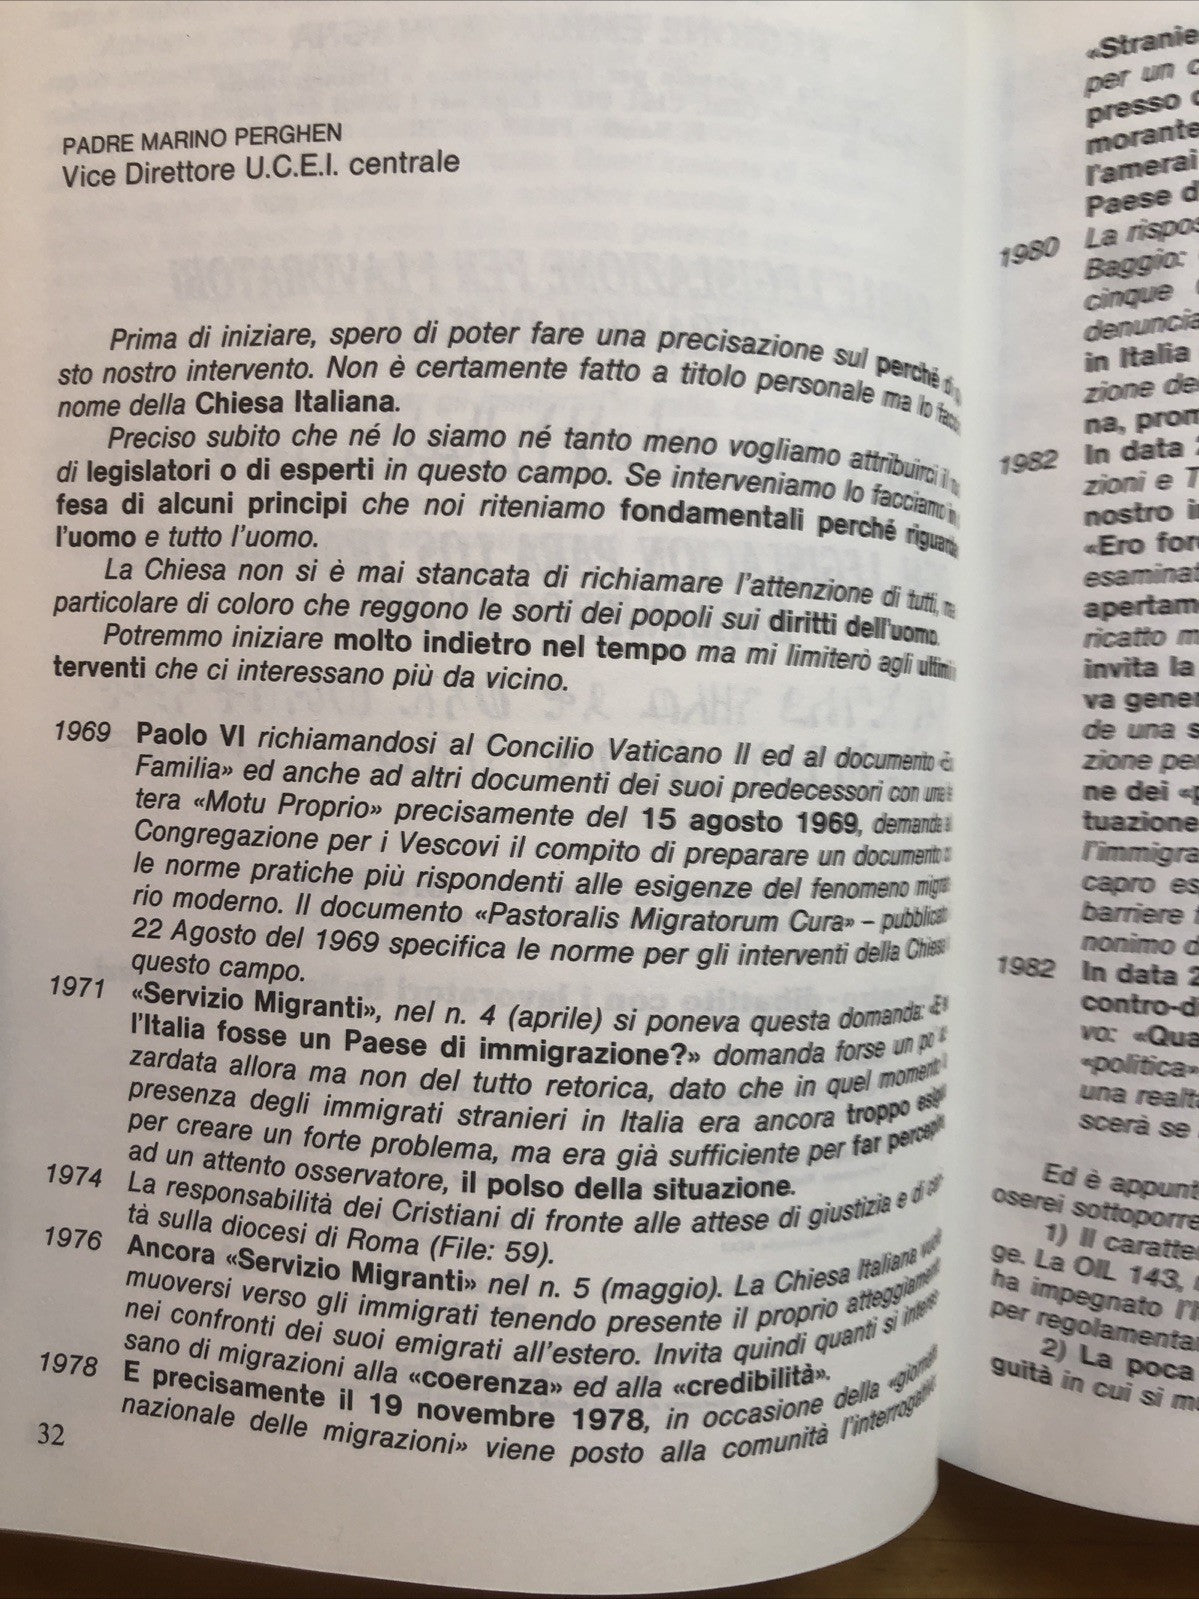 PADRE MARINO PERGHEN
Vice Direttore U.C.E.I. centrale
Prima di iniziare, spero di poter fare una precisazione sul perché
sto nostro intervento. Non è certamente fatto a titolo personale ma lo
nome della Chiesa Italiana.
Preciso subito che né lo siamo né tanto meno vogliamo attribuirci il
di legislatori o di esperti in questo campo. Se interveniamo lo facciamo in
fesa di alcuni principi che noi riteniamo fondamentali perché
l'uomo e tutto l'uomo.
La Chiesa non si è mai stancata di richiamare l'attenzione di tutti,
particolare di coloro che reggono le sorti dei popoli sui diritti dell'uomo.
Potremmo iniziare molto indietro nel tempo ma mi limiterò agli ultimi
terventi che ci interessano più da vicino.
1969 Paolo VI richiamandosi al Concilio Vaticano II ed al documento
Familia» ed anche ad altri documenti dei suoi predecessori con una
tera «Motu Proprio» precisamente del 15 agosto 1969, demanda
Congregazione per i Vescovi il compito di preparare un documento
le norme pratiche più rispondenti alle esigenze del fenomeno
rio moderno. Il documento «Pastoralis Migratorum Cura» – pubblicato
22 Agosto del 1969 specifica le norme per gli interventi della Chiesa
questo campo.
1971 «Servizio Migranti», nel n. 4 (aprile) si poneva questa domanda:
l'Italia fosse un Paese di immigrazione?» domanda forse un po'
zardata allora ma non del tutto retorica, dato che in quel momento
presenza degli immigrati stranieri in Italia era ancora troppo
per creare un forte problema, ma era già sufficiente per far
ad un attento osservatore, il polso della situazione.
1974 La responsabilità dei Cristiani di fronte alle attese di giustizia e di
tà sulla diocesi di Roma (File: 59).
1976 Ancora «Servizio Migranti» nel n. 5 (maggio). La Chiesa Italiana
muoversi verso gli immigrati tenendo presente il proprio
nei confronti dei suoi emigrati all'estero. Invita quindi quanti si
sano di migrazioni alla «coerenza» ed alla «credibilità».
1978 E precisamente il 19 novembre 1978, in occasione della
nazionale delle migrazioni» viene posto alla comunità
32
«Stranie
per un
presso
morante
l'amerai
Paese d
1980 La rispos
Baggio:
cinque
denuncia
in Italia
zione de
na, pron
1982 In data
zioni e T
nostro i
«Ero for
esaminat
apertam
ricatto m
invita la
va gener
de una s
zione pe
ne dei «p
tuazione
l'immigra
capro es
barriere
nonimo d
1982 In data 2
contro-d
vo: «Qua
«politica»
una realtà
scerà se
Ed è appunt
oserei sottoporre
1) Il caratte
ge. La OIL 143,
ha impegnato l'I
per regolamenta
2) La poca
guità in cui si m